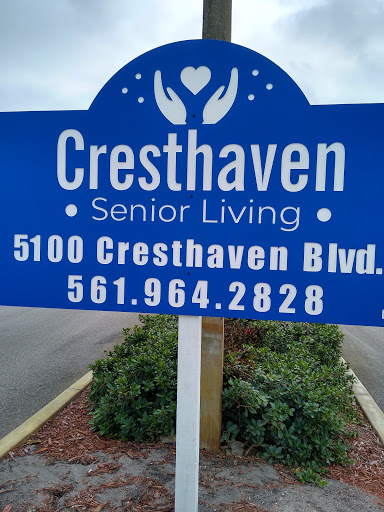 Cresthaven
• Senior Living •
5100 Cresthaven Blvd.
561.964.2828